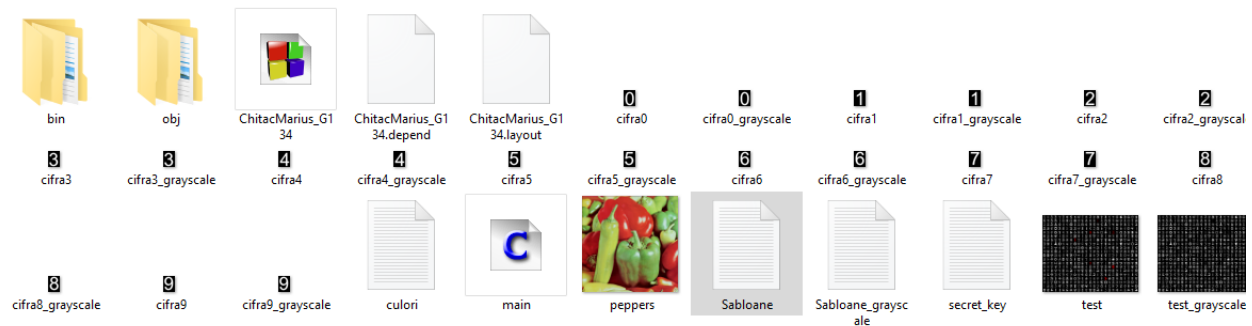 0 0 1 1 2 2
bin obj ChitacMarius_G1 ChitacMarius_G1 ChitacMarius_G1 cifra0 cifra0_grayscale cifra1 cifra1_grayscale cifra2 cifra2_grayscal
34 34.depend 34.layout
3 3 4 4 5 5 6 6 7 7 8
cifra3 cifra3_grayscale cifra4 cifra4_grayscale cifra5 cifra5_grayscale cifra6 cifra6_grayscale cifra7 cifra7_grayscale cifra8
C
8 9 9
cifra8_grayscale cifra9 cifra9_grayscale culori main peppers Sabloane Sabloane_graysc secret_key test test_grayscale
ale